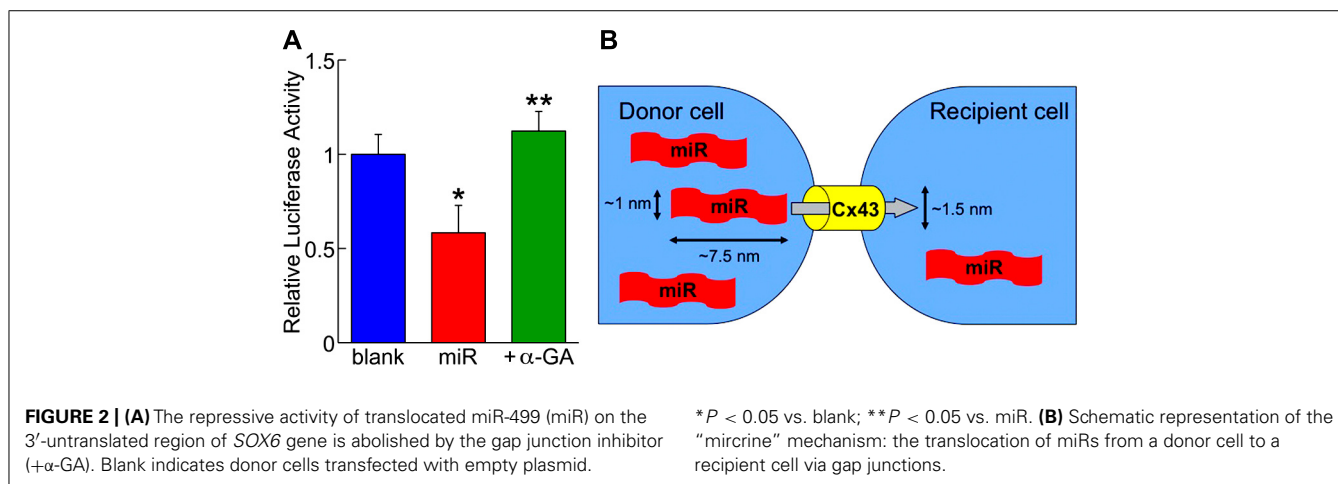 A
B
Relative Luciferase Activity
1.5
1
0.5
0
*
**
blank
miR
+ α-GA
Donor cell
Recipient cell
miR
~1 nm
miR
Cx43
~1.5 nm
~7.5 nm
miR
miR
FIGURE 2 | (A) The repressive activity of translocated miR-499 (miR) on the
3′-untranslated region of SOX6 gene is abolished by the gap junction inhibitor
(+α-GA). Blank indicates donor cells transfected with empty plasmid.
*P < 0.05 vs. blank; **P < 0.05 vs. miR. (B) Schematic representation of the
“mircrine” mechanism: the translocation of miRs from a donor cell to a
recipient cell via gap junctions.